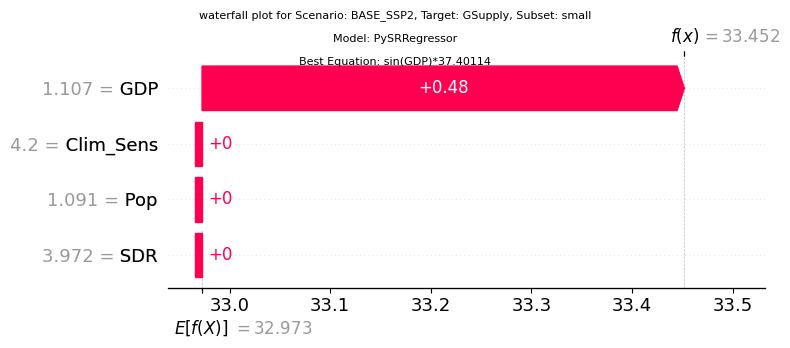 waterfall plot for Scenario: BASE_SSP2, Target: GSupply, Subset: small
Model: PySRRegressor
Best Equation: sin(GDP)*37.40114
f(x) = 33.452
1.107 = GDP
+0.48
4.2 = Clim_Sens
+0
1.091 = Pop
+0
3.972 = SDR
+0
33.0 33.1 33.2 33.3 33.4 33.5
E[f(X)] = 32.973